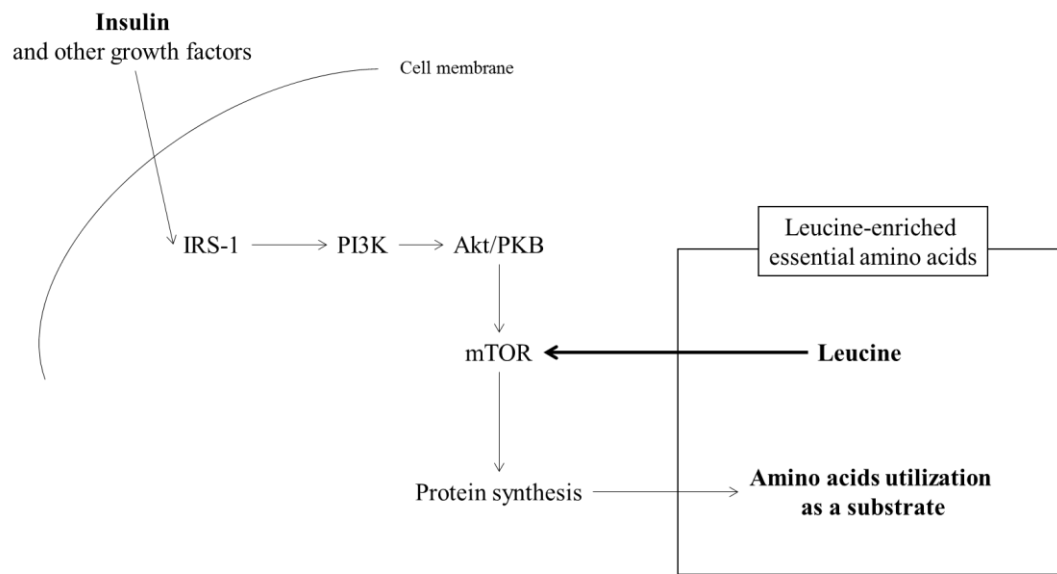 Insulin
and other growth factors
Cell membrane
IRS-1
PI3K
Akt/PKB
Leucine-enriched
essential amino acids
mTOR
Leucine
Protein synthesis
Amino acids utilization
as a substrate